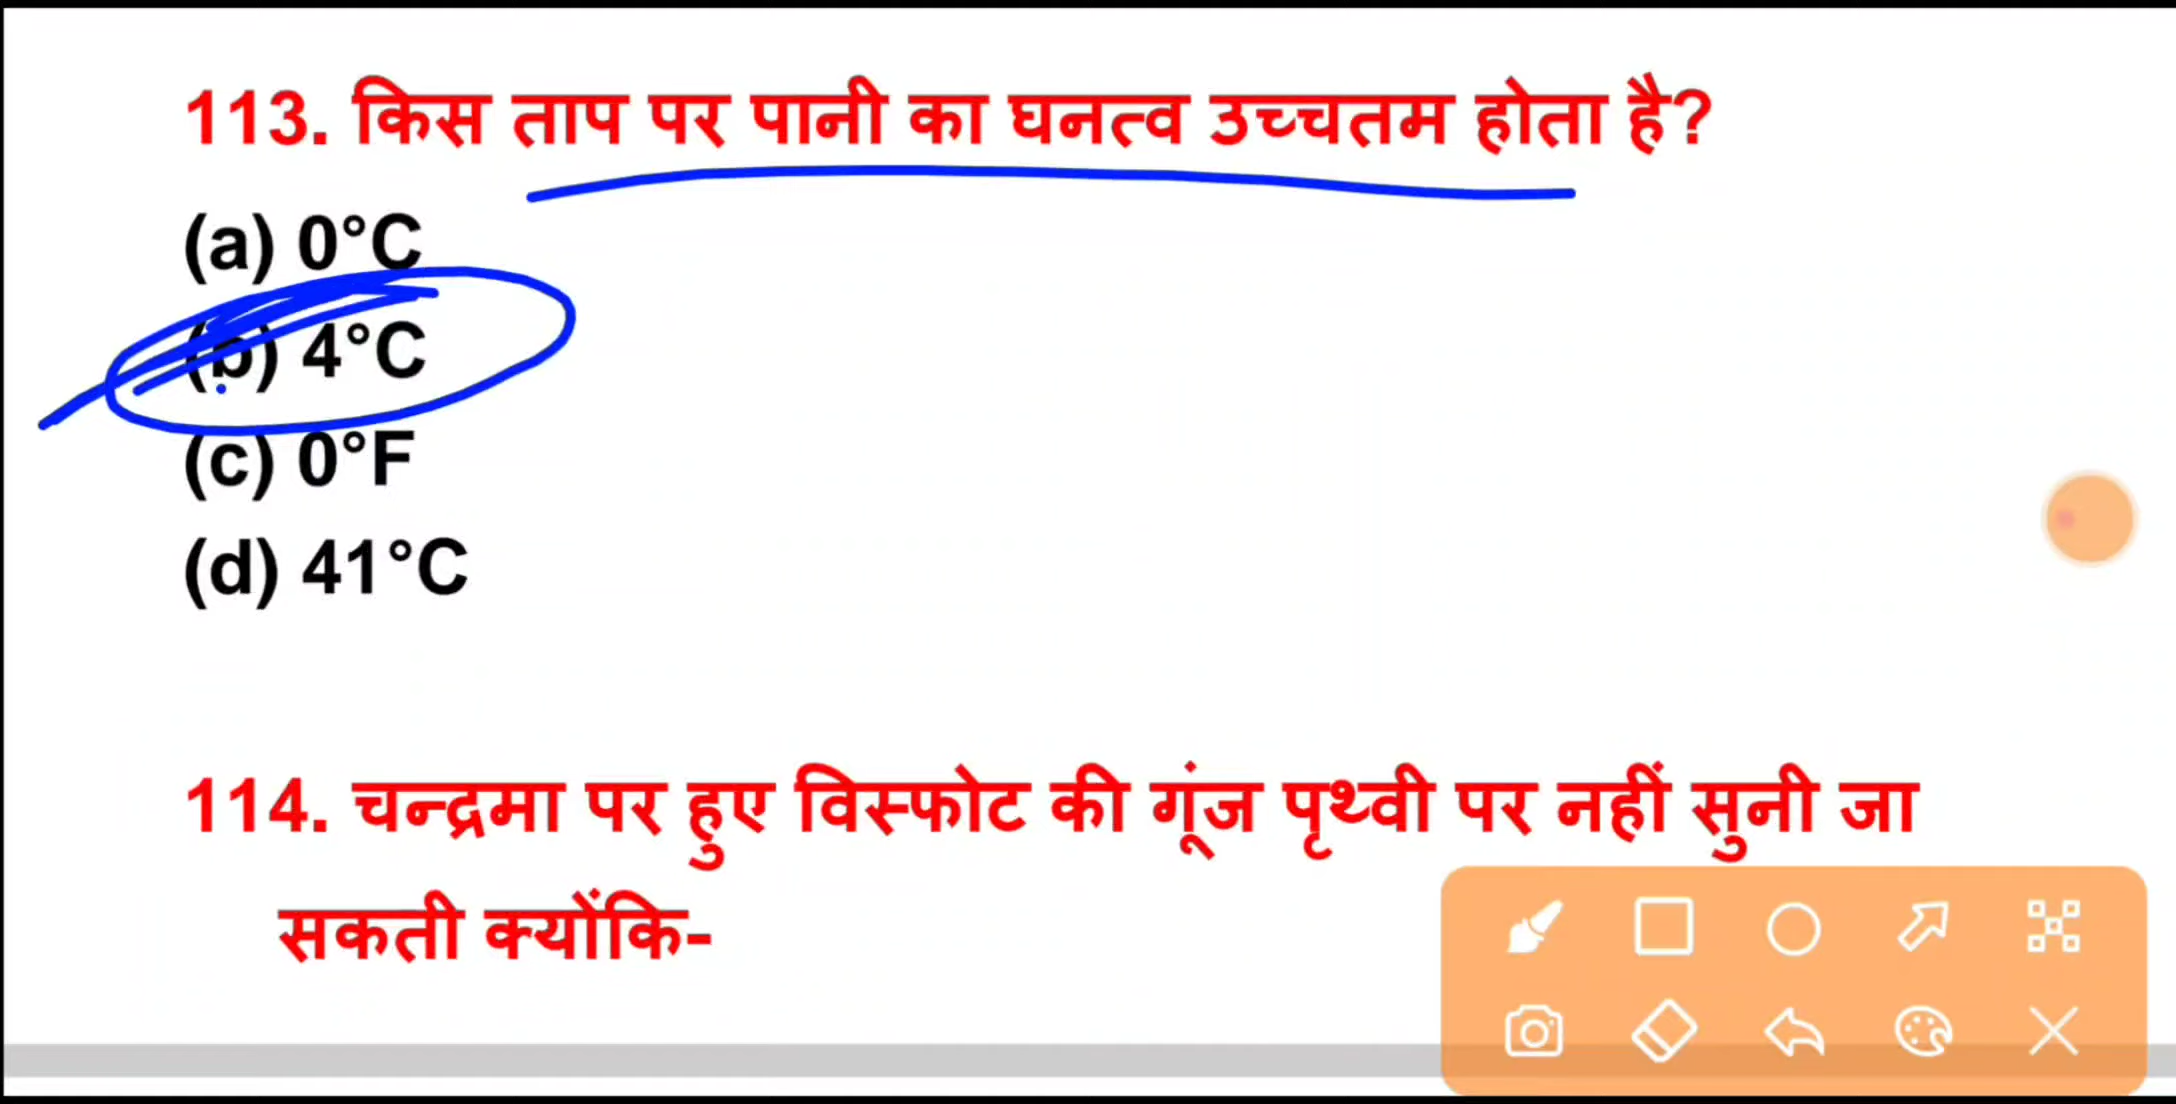 113. किस ताप पर पानी का घनत्व उच्चतम होता है?
(a) 0°C
(b) 4°C
(c) 0°F
(d) 41°C
114. चन्द्रमा पर हुए विस्फोट की गूंज पृथ्वी पर नहीं सुनी जा
सकती क्योंकि-